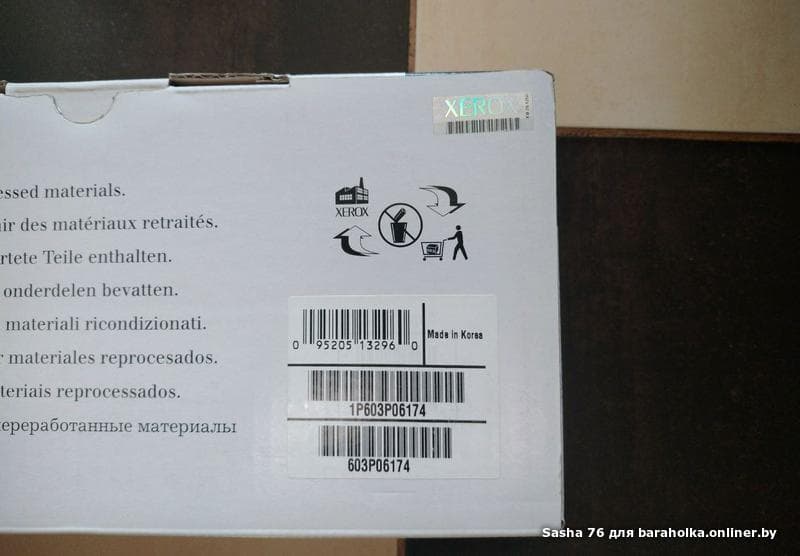 XEROX
essed materials.
ir des matériaux retraités.
rtete Teile enthalten.
onderdelen bevatten.
materiali ricondizionati.
r materiales reprocesados.
teriais reprocessados.
ереработанные материалы
XEROX
0 95205 13296 0
Made in Korea
1P603P06174
603P06174
Sasha 76 для baraholka.onliner.by